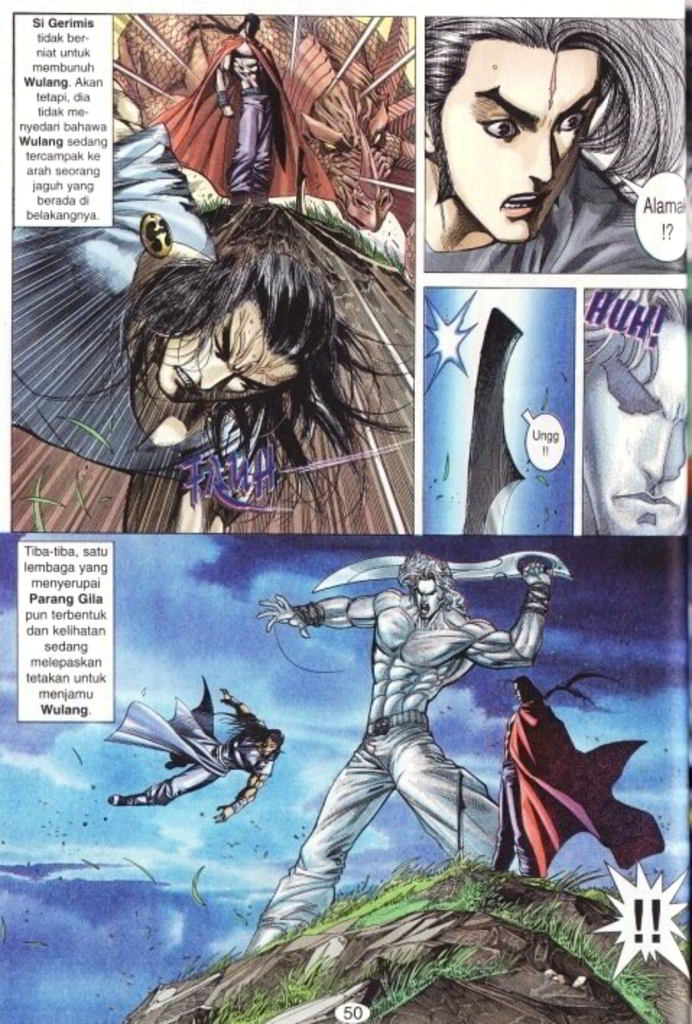 Si Gerimis
tidak ber-
niat untuk
membunuh
Wulang. Akan
tetapi, dia
tidak me-
nyedari bahawa
Wulang sedang
tercampak ke
arah seorang
jaguh yang
berada di
belakangnya.
Alamak
!?
HUH!
Ungg
!!
Tiba-tiba, satu
lembaga yang
menyerupai
Parang Gila
pun terbentuk
dan kelihatan
sedang
melepaskan
tetakan untuk
menjamu
Wulang.
!!
50